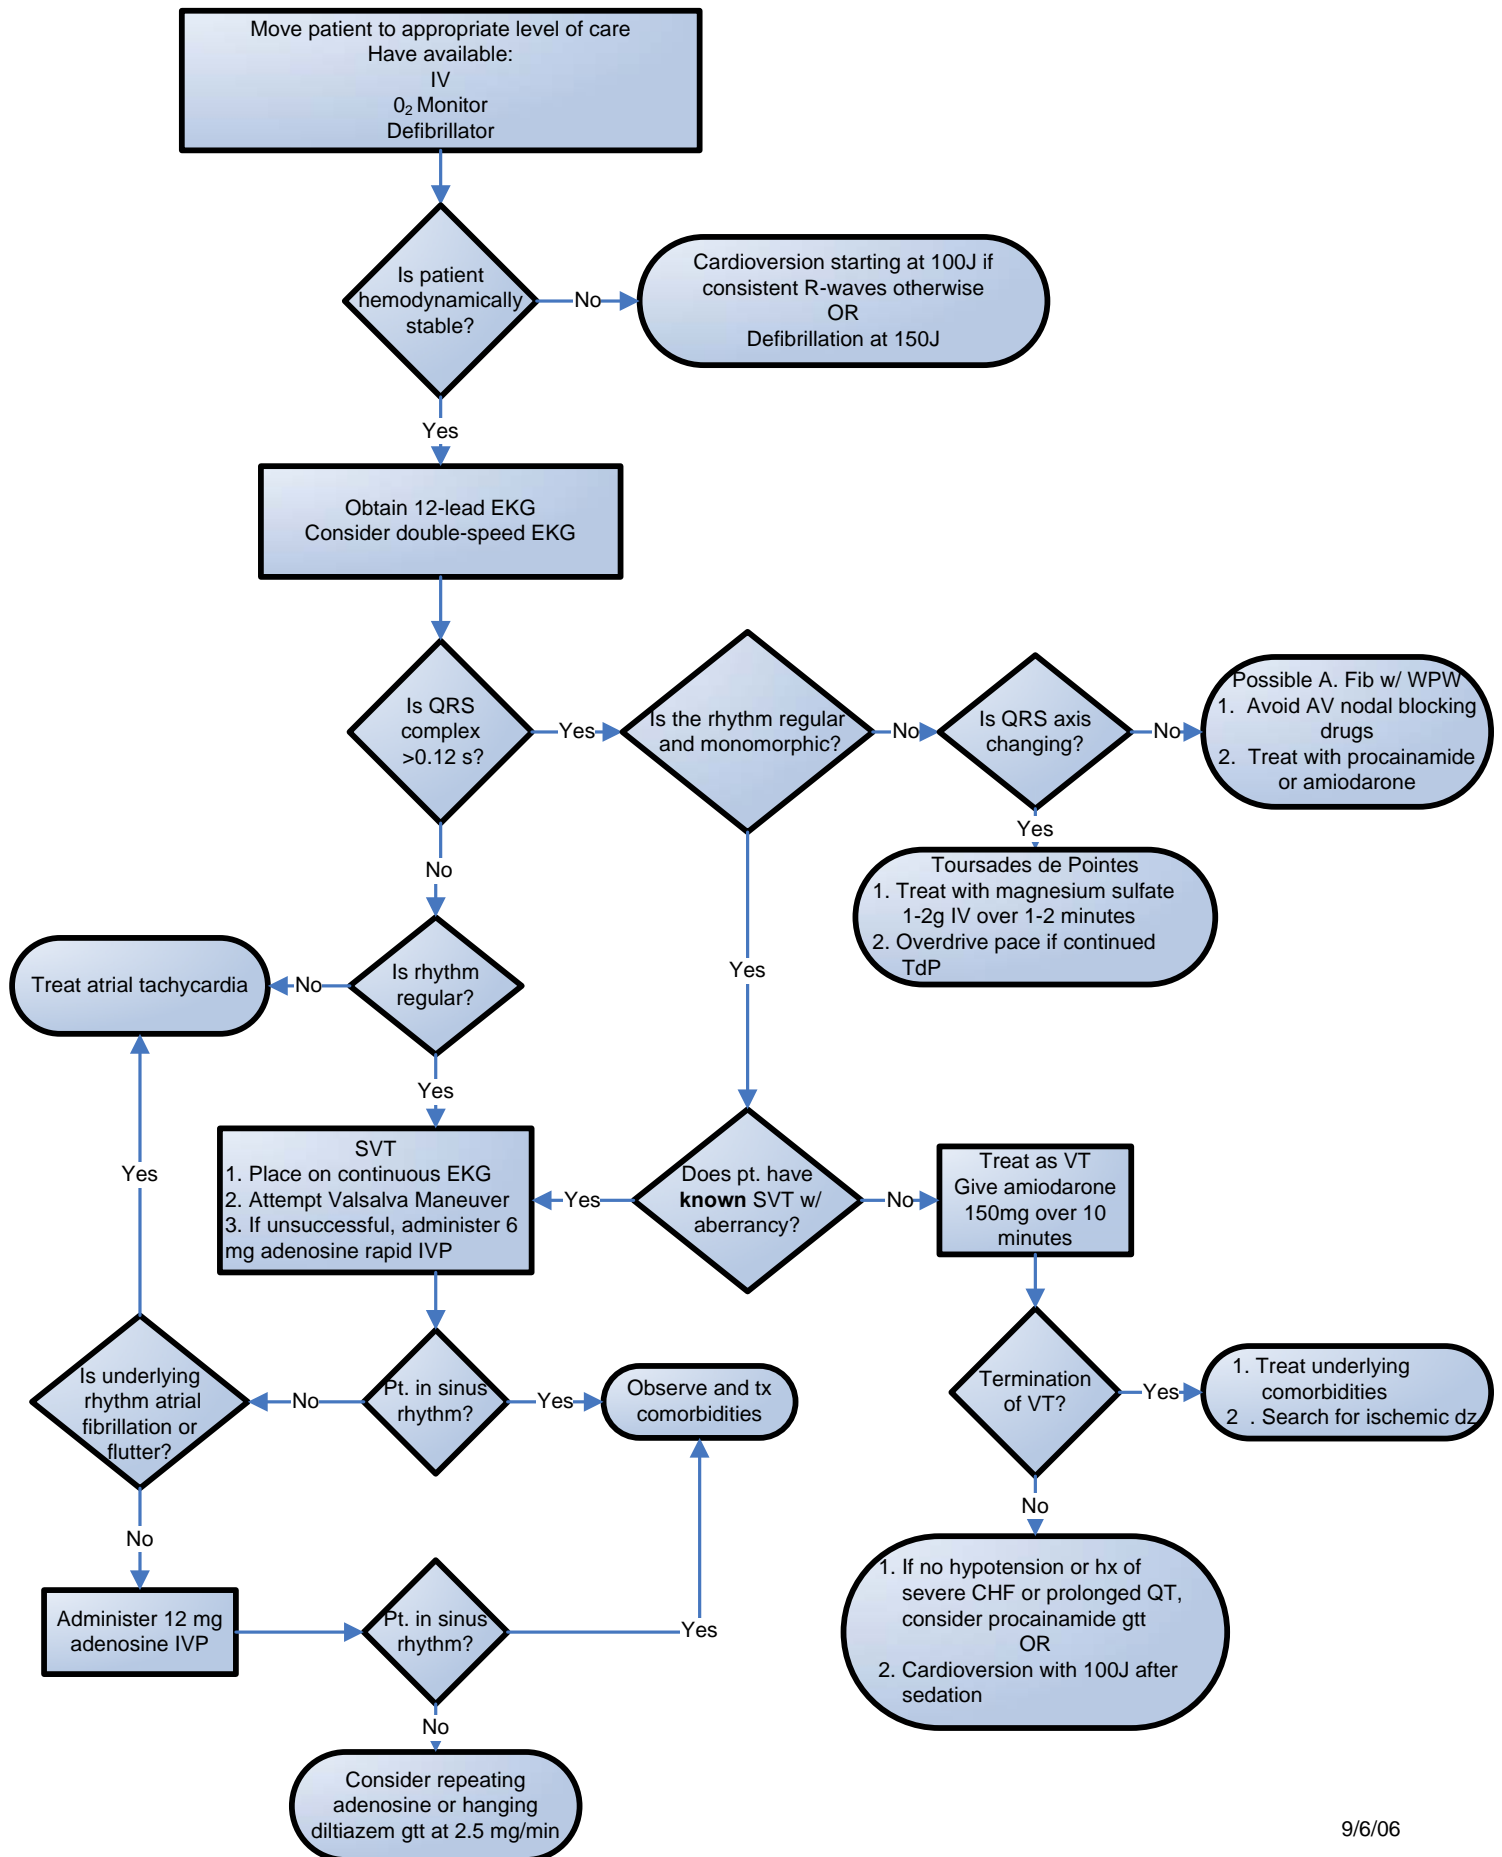 Move patient to appropriate level of care
Have available:
IV
0₂ Monitor
Defibrillator
Is patient
hemodynamically
stable?
No
Cardioversion starting at 100J if
consistent R-waves otherwise
OR
Defibrillation at 150J
Yes
Obtain 12-lead EKG
Consider double-speed EKG
Is QRS
complex
>0.12 s?
Yes
Is the rhythm regular
and monomorphic?
No
Is QRS axis
changing?
No
Possible A. Fib w/ WPW
1. Avoid AV nodal blocking
drugs
2. Treat with procainamide
or amiodarone
Yes
Toursades de Pointes
1. Treat with magnesium sulfate
1-2g IV over 1-2 minutes
2. Overdrive pace if continued
TdP
No
Is rhythm
regular?
No
Treat atrial tachycardia
Yes
Yes
SVT
1. Place on continuous EKG
2. Attempt Valsalva Maneuver
3. If unsuccessful, administer 6
mg adenosine rapid IVP
Yes
Does pt. have
known SVT w/
aberrancy?
No
Treat as VT
Give amiodarone
150mg over 10
minutes
Yes
Is underlying
rhythm atrial
fibrillation or
flutter?
No
Pt. in sinus
rhythm?
Yes
Observe and tx
comorbidities
Termination
of VT?
Yes
1. Treat underlying
comorbidities
2 . Search for ischemic dz
No
No
Administer 12 mg
adenosine IVP
Pt. in sinus
rhythm?
Yes
1. If no hypotension or hx of
severe CHF or prolonged QT,
consider procainamide gtt
OR
2. Cardioversion with 100J after
sedation
No
Consider repeating
adenosine or hanging
diltiazem gtt at 2.5 mg/min
9/6/06